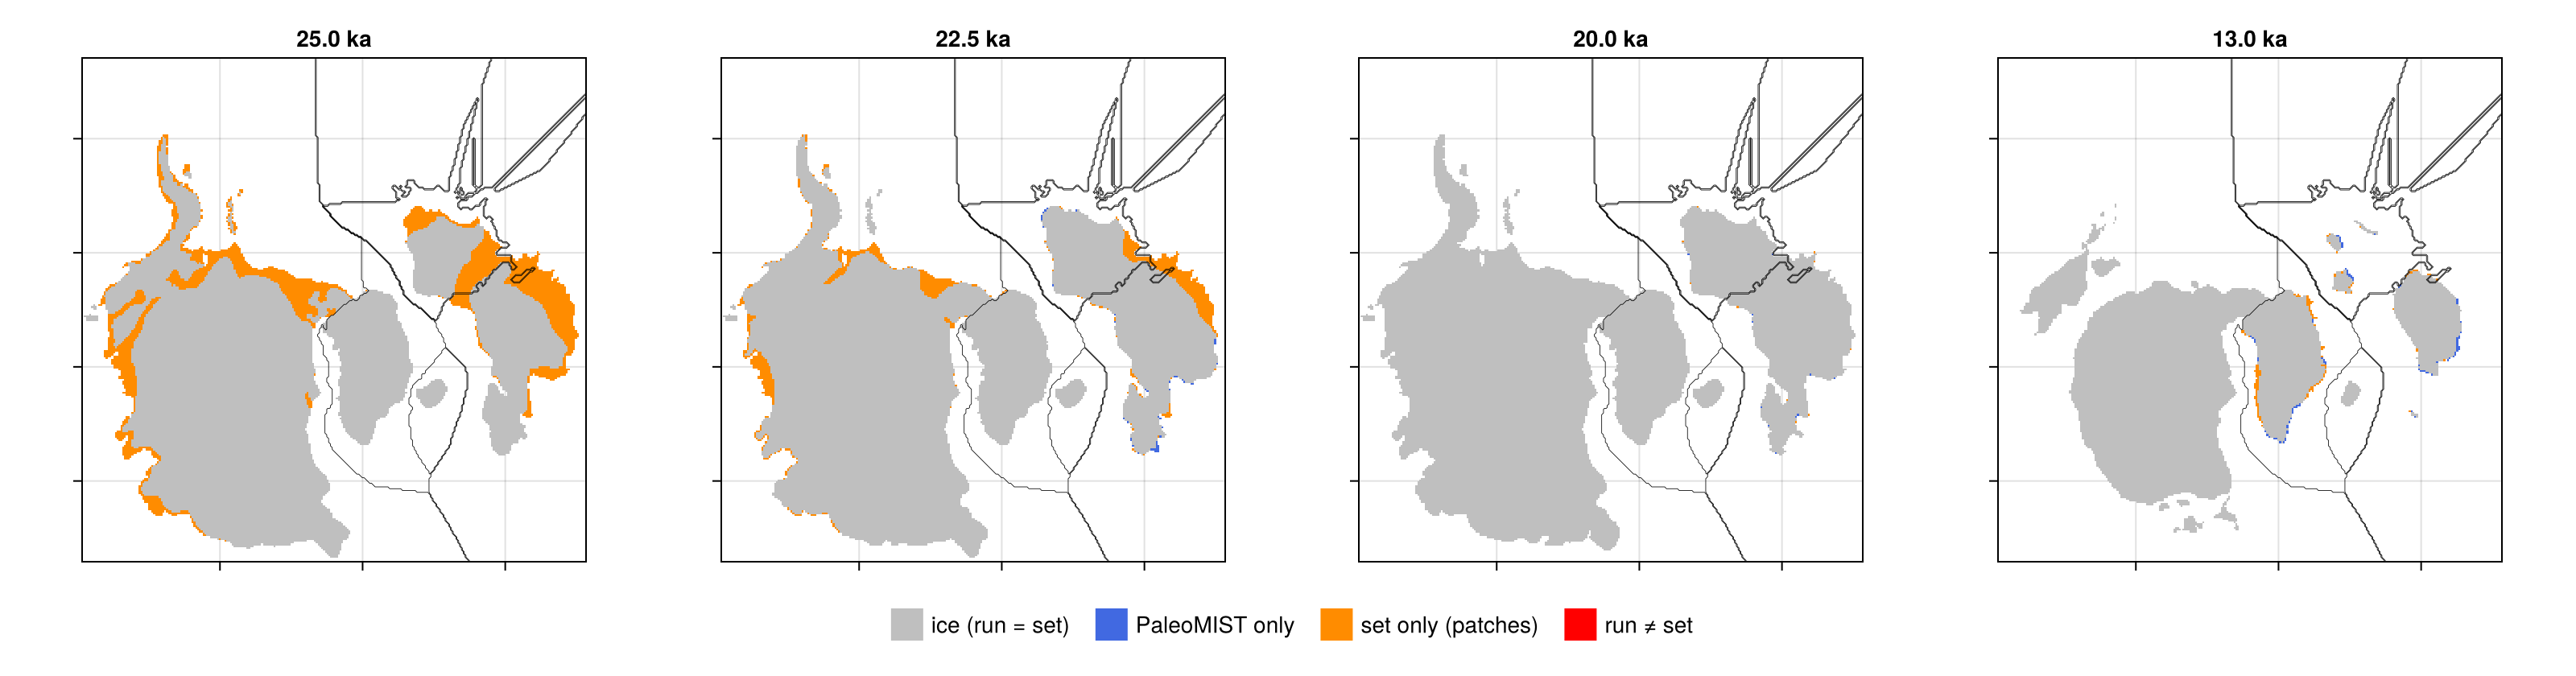 25.0 ka
22.5 ka
20.0 ka
13.0 ka
ice (run = set)
PaleoMIST only
set only (patches)
run ≠ set